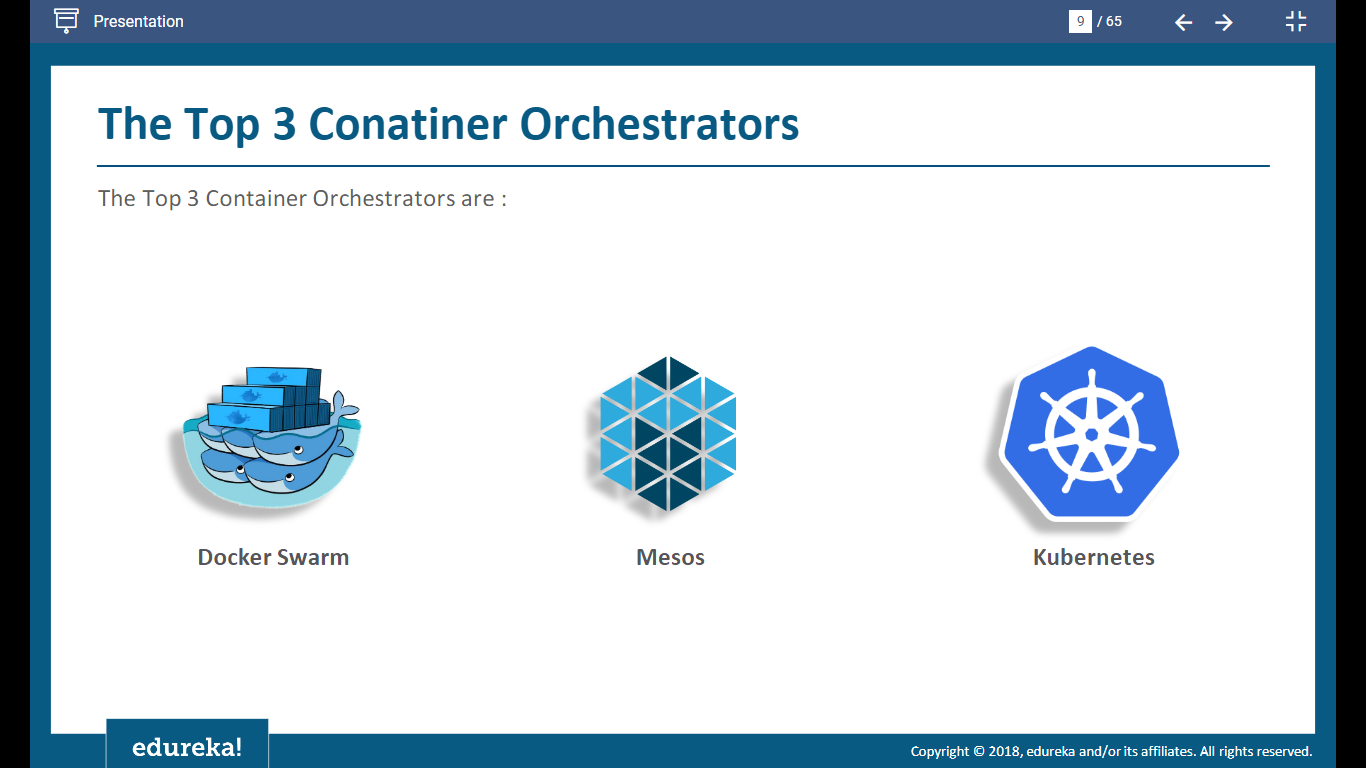 Presentation
9 / 65
The Top 3 Conatiner Orchestrators
The Top 3 Container Orchestrators are :
Docker Swarm
Mesos
Kubernetes
edureka!
Copyright © 2018, edureka and/or its affiliates. All rights reserved.